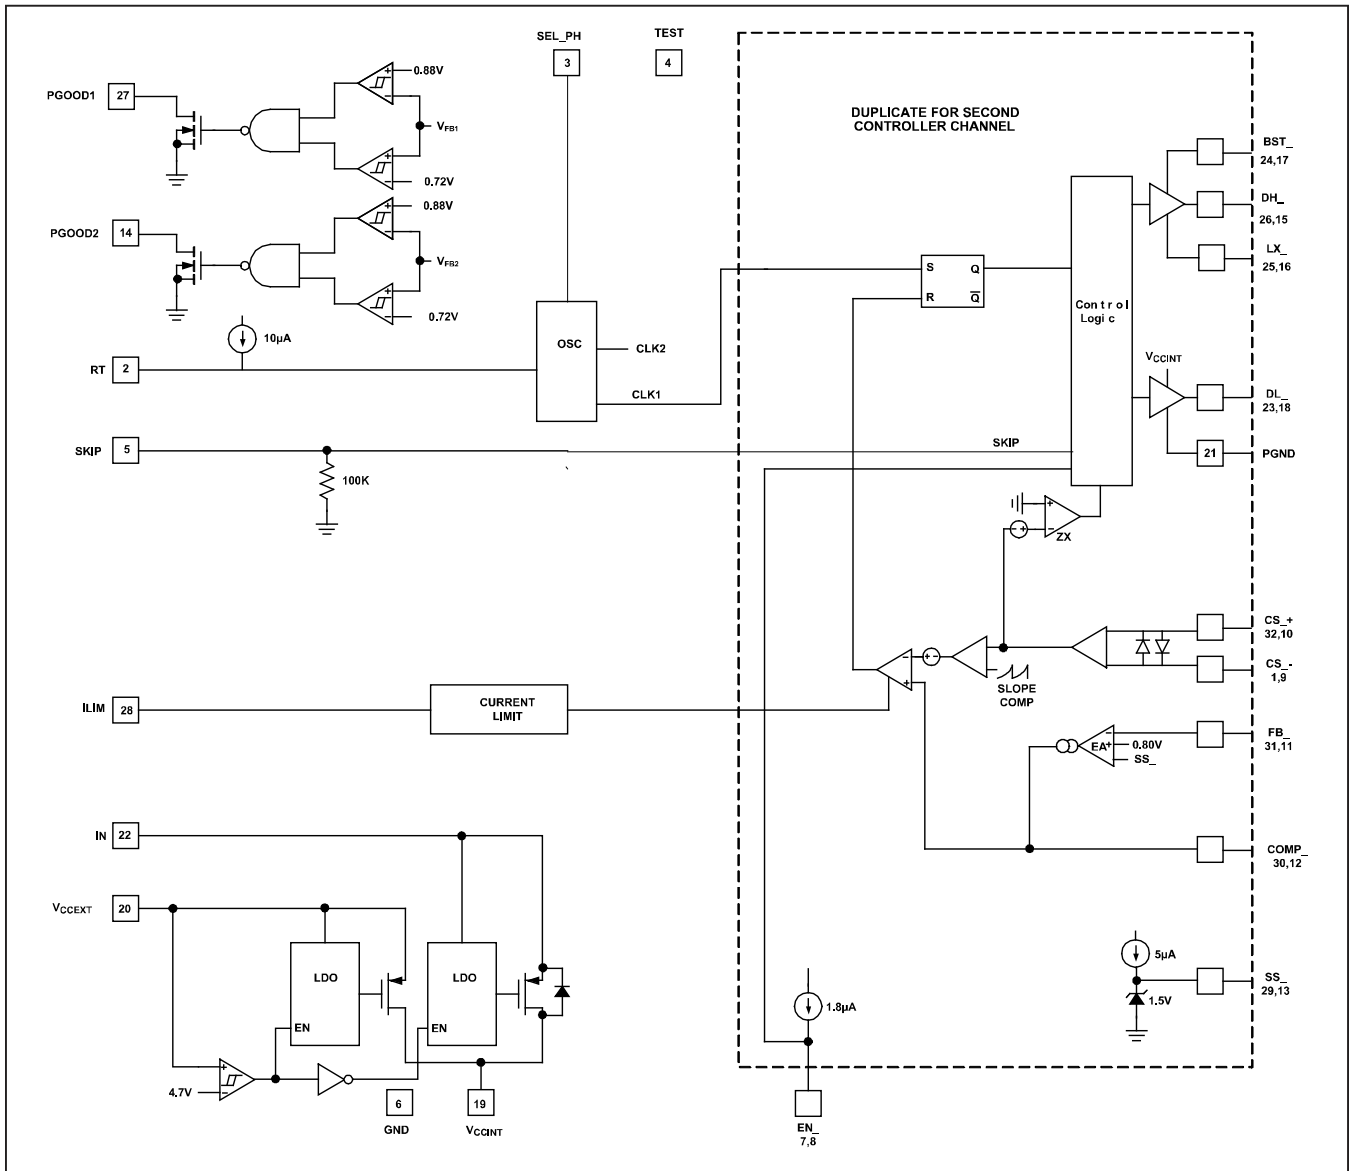 SEL_PH
3
TEST
4
PGOOD1
27
+
−
0.88V
VFB1
+
−
0.72V
PGOOD2
14
+
−
0.88V
VFB2
+
−
0.72V
10µA
RT
2
OSC
CLK2
CLK1
SKIP
5
100K
ILIM
28
CURRENT
LIMIT
IN
22
VCCEXT
20
LDO
EN
LDO
EN
4.7V
+
−
6
GND
19
VCCINT
DUPLICATE FOR SECOND
CONTROLLER CHANNEL
S Q
R Q̅
Control
Logic
SKIP
BST_
24,17
DH_
26,15
LX_
25,16
VCCINT
DL_
23,18
21
PGND
+
−
− +
ZX
CS_+
32,10
CS_-
1,9
−
+
+ −
SLOPE
COMP
FB_
31,11
−
EA+
0.80V
SS_
COMP_
30,12
5µA
1.5V
SS_
29,13
1.8µA
EN_
7,8